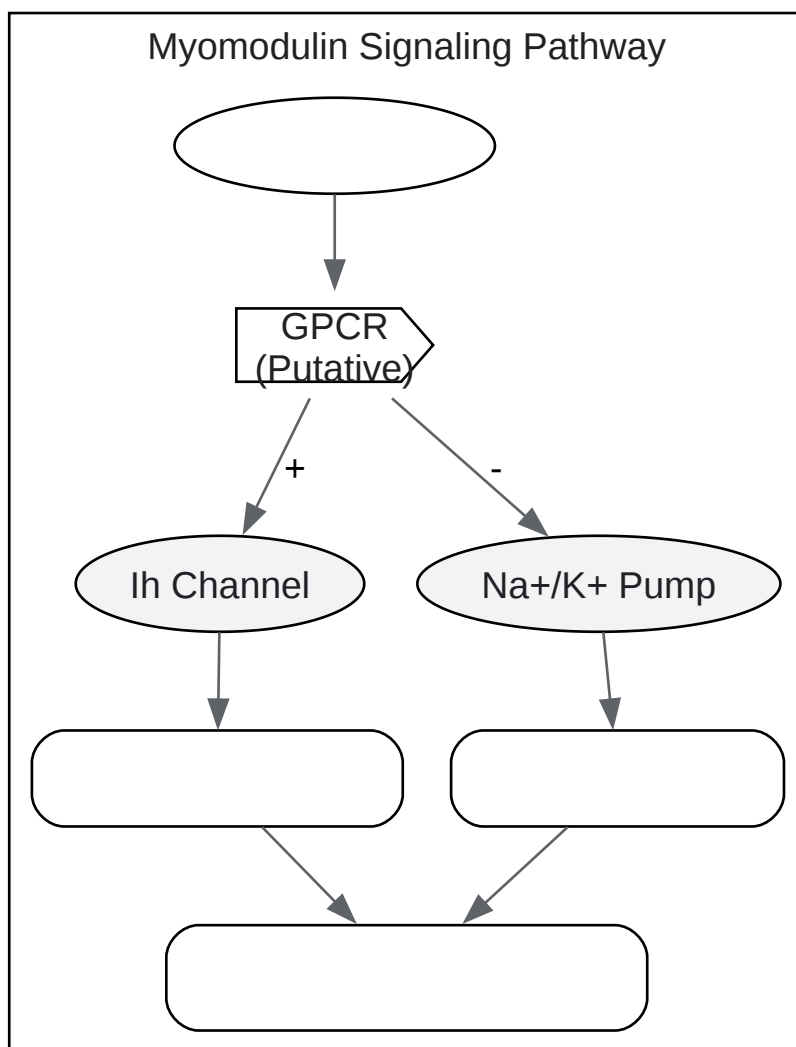 Myomodulin Signaling Pathway
GPCR
(Putative)
+
-
Ih Channel
Na+/K+ Pump